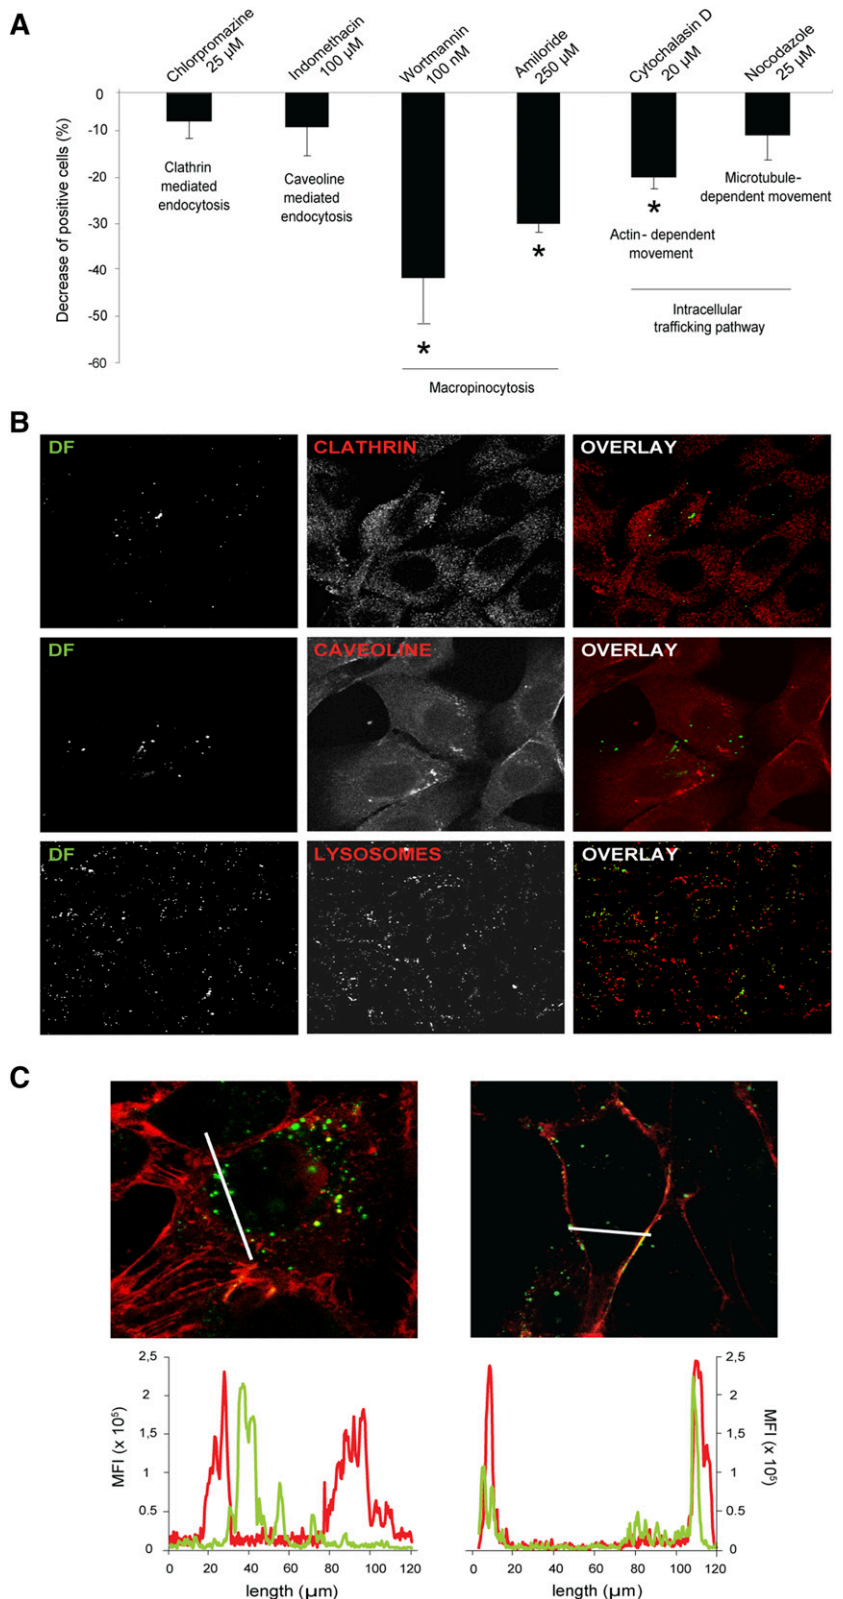 A
Chlorpromazine
25 µM
Indomethacin
100 µM
Wortmannin
100 nM
Amiloride
250 µM
Cytochalasin D
20 µM
Nocodazole
25 µM
Decrease of positive cells (%)
0
-10
-20
-30
-40
-50
-60
Clathrin
mediated
endocytosis
Caveoline
mediated
endocytosis
*
*
*
Actin- dependent
movement
Microtubule-
dependent movement
Macropinocytosis
Intracellular
trafficking pathway
B
DF
CLATHRIN
OVERLAY
DF
CAVEOLINE
OVERLAY
DF
LYSOSOMES
OVERLAY
C
MFI (x 10⁵)
2,5
2
1,5
1
0.5
0
0 20 40 60 80 100 120
length (µm)
2,5
2
1,5
1
0.5
0
MFI (x 10⁵)
0 20 40 60 80 100 120
length (µm)